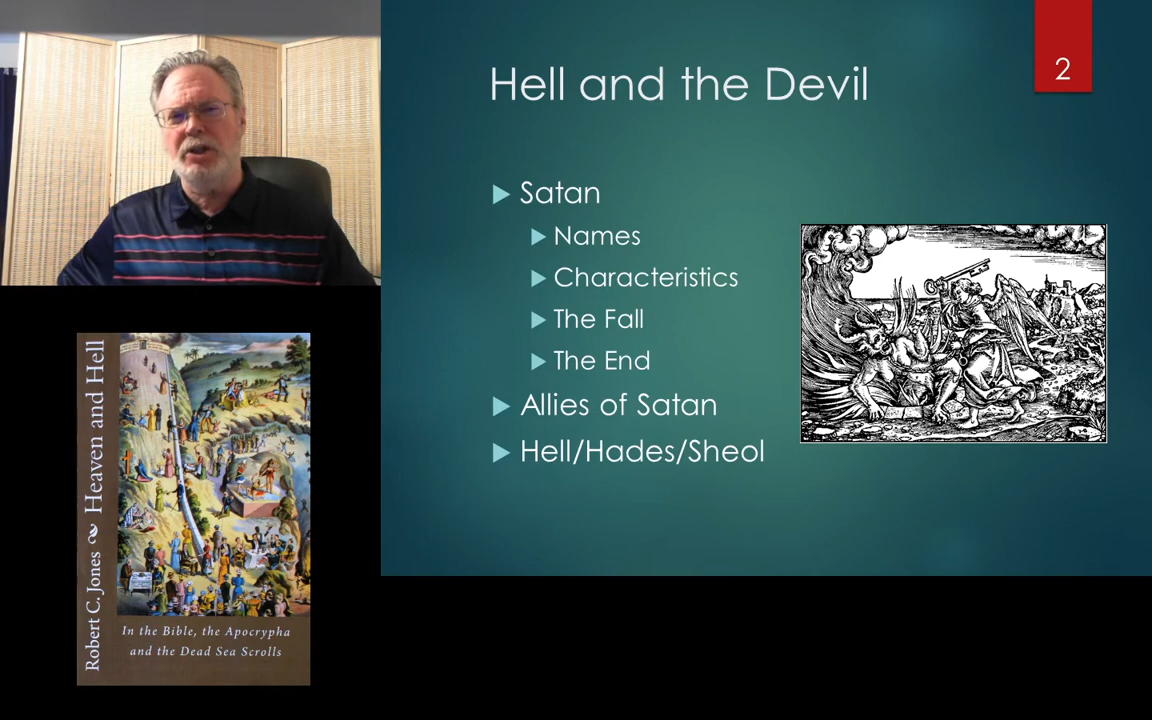 Hell and the Devil
2
Satan
Names
Characteristics
The Fall
The End
Allies of Satan
Hell/Hades/Sheol
Robert C. Jones Heaven and Hell
In the Bible, the Apocrypha
and the Dead Sea Scrolls